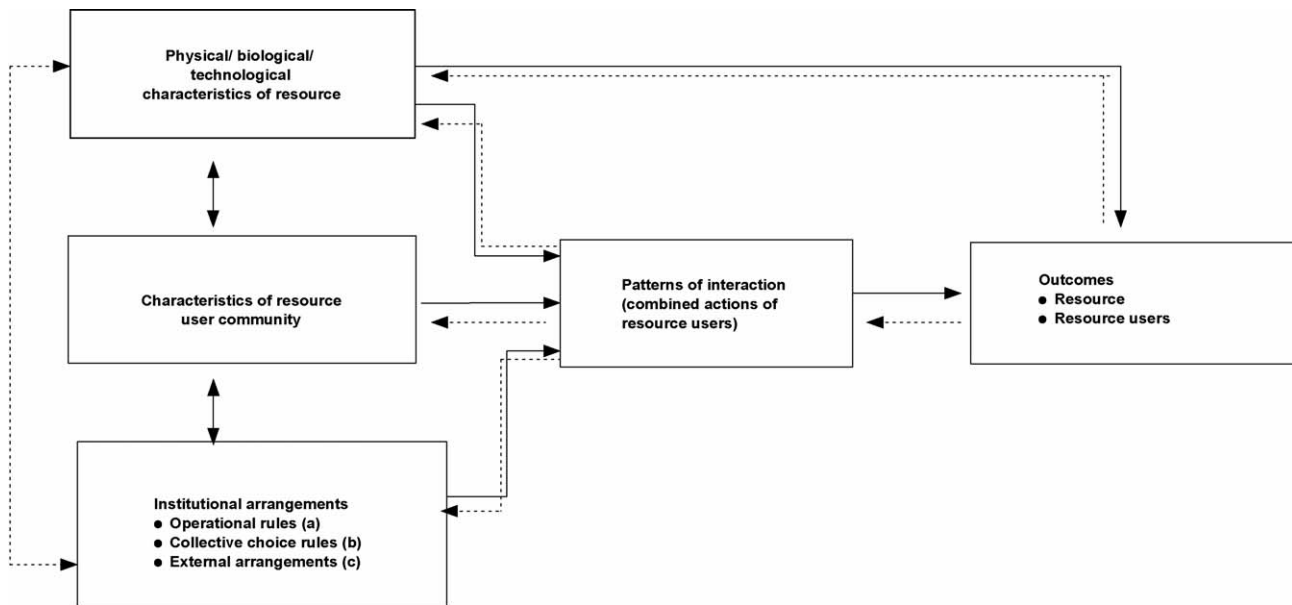 Physical/ biological/
technological
characteristics of resource
Characteristics of resource
user community
Institutional arrangements
● Operational rules (a)
● Collective choice rules (b)
● External arrangements (c)
Patterns of interaction
(combined actions of
resource users)
Outcomes
● Resource
● Resource users